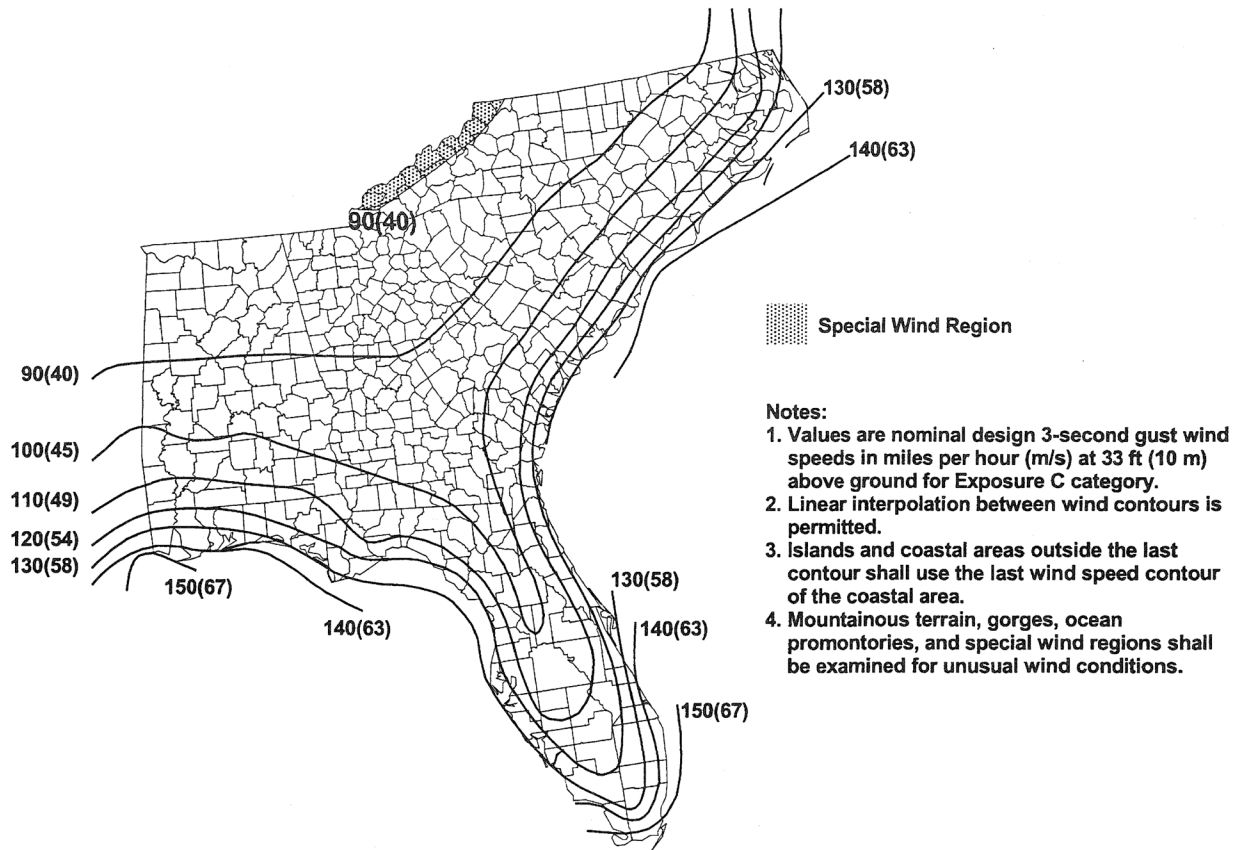 130(58)
140(63)
90(40)
Special Wind Region
90(40)
100(45)
110(49)
120(54)
130(58)
150(67)
140(63)
130(58)
140(63)
150(67)
Notes:
1. Values are nominal design 3-second gust wind
speeds in miles per hour (m/s) at 33 ft (10 m)
above ground for Exposure C category.
2. Linear interpolation between wind contours is
permitted.
3. Islands and coastal areas outside the last
contour shall use the last wind speed contour
of the coastal area.
4. Mountainous terrain, gorges, ocean
promontories, and special wind regions shall
be examined for unusual wind conditions.